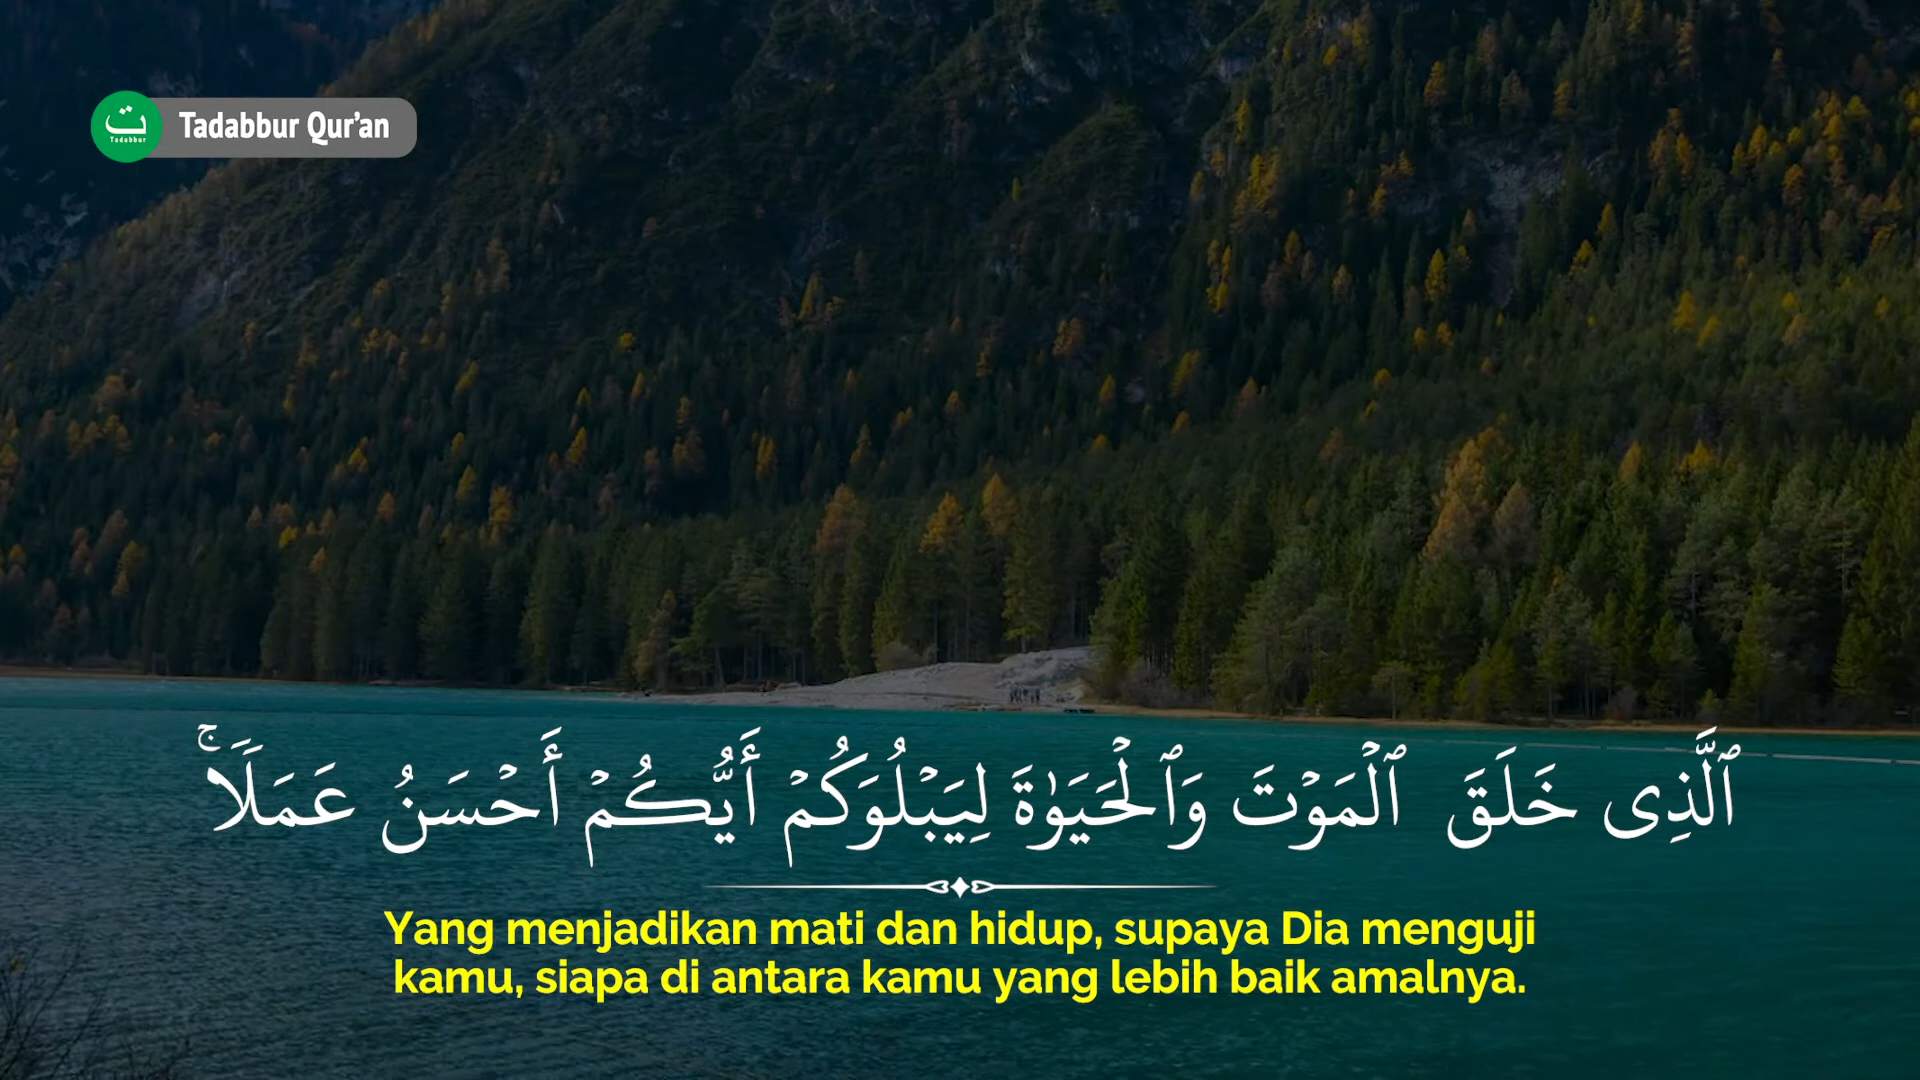 ت
Tadabbur
Tadabbur Qur'an
ٱلَّذِى خَلَقَ ٱلْمَوْتَ وَٱلْحَيَوٰةَ لِيَبْلُوَكُمْ أَيُّكُمْ أَحْسَنُ عَمَلًا ۚ
Yang menjadikan mati dan hidup, supaya Dia menguji
kamu, siapa di antara kamu yang lebih baik amalnya.